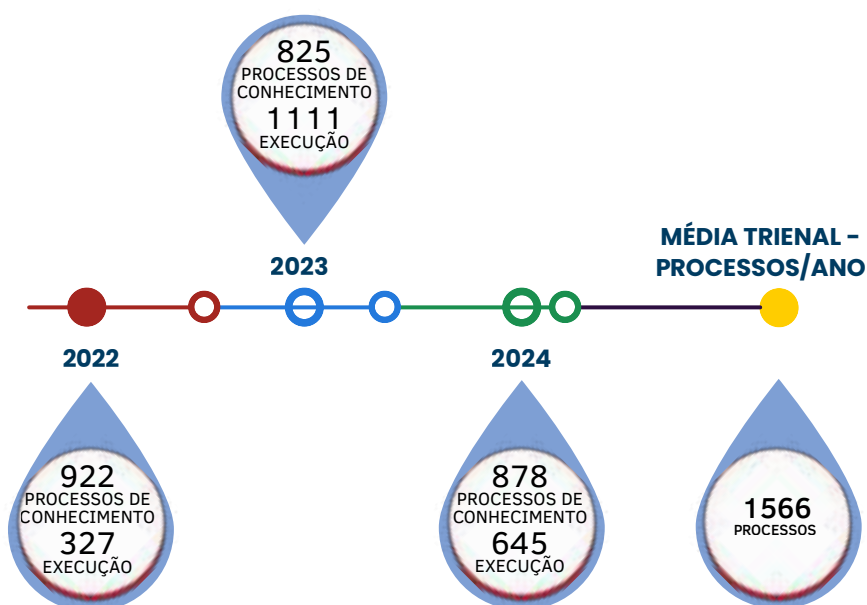 825
PROCESSOS DE
CONHECIMENTO
1111
EXECUÇÃO
2023
MÉDIA TRIENAL -
PROCESSOS/ANO
2022
2024
922
PROCESSOS DE
CONHECIMENTO
327
EXECUÇÃO
878
PROCESSOS DE
CONHECIMENTO
645
EXECUÇÃO
1566
PROCESSOS